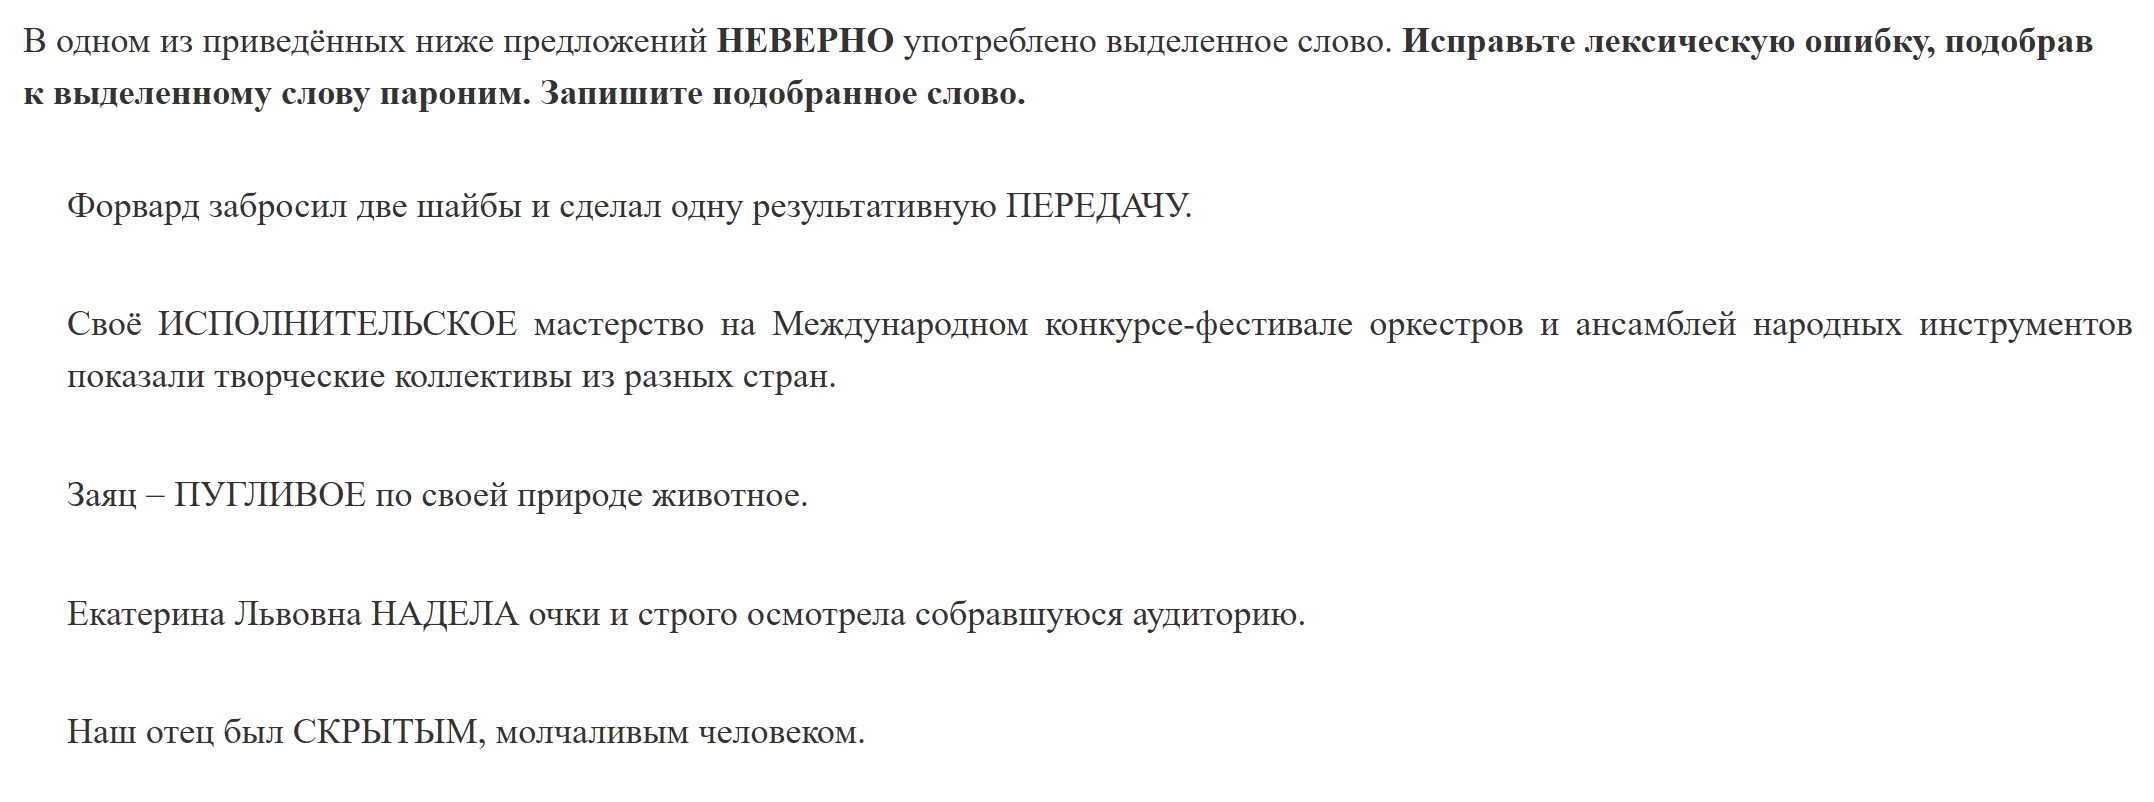 В одном из приведённых ниже предложений НЕВЕРНО употреблено выделенное слово. Исправьте лексическую ошибку, подобрав
к выделенному слову пароним. Запишите подобранное слово.
Форвард забросил две шайбы и сделал одну результативную ПЕРЕДАЧУ.
Своё ИСПОЛНИТЕЛЬСКОЕ мастерство на Международном конкурсе-фестивале оркестров и ансамблей народных инструментов
показали творческие коллективы из разных стран.
Заяц – ПУГЛИВОЕ по своей природе животное.
Екатерина Львовна НАДЕЛА очки и строго осмотрела собравшуюся аудиторию.
Наш отец был СКРЫТЫМ, молчаливым человеком.